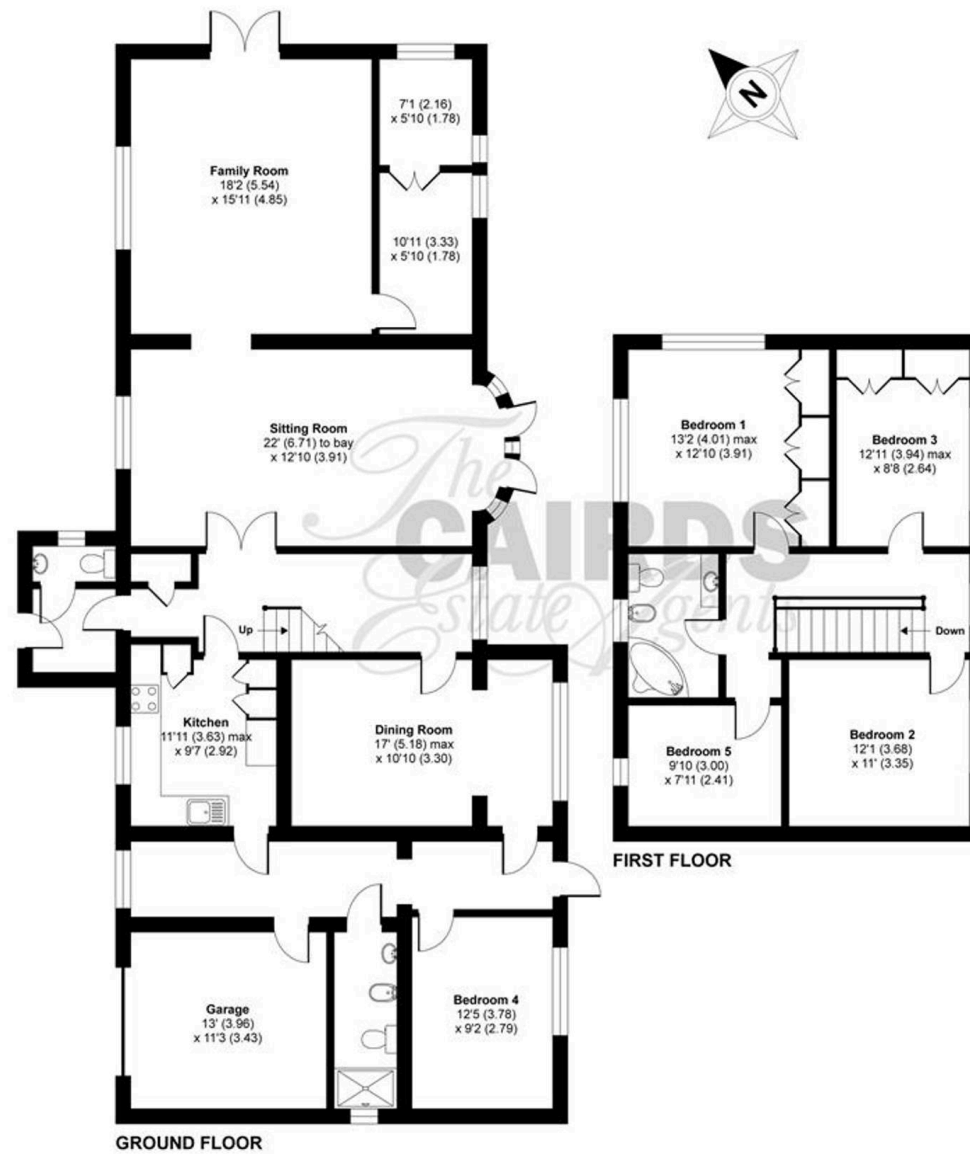 N
7'1 (2.16)
x 5'10 (1.78)
Family Room
18'2 (5.54)
x 15'11 (4.85)
10'11 (3.33)
x 5'10 (1.78)
Sitting Room
22' (6.71) to bay
x 12'10 (3.91)
Bedroom 1
13'2 (4.01) max
x 12'10 (3.91)
Bedroom 3
12'11 (3.94) max
x 8'8 (2.64)
The
CAIRDS
Estate Agents
Up
Down
Kitchen
11'11 (3.63) max
x 9'7 (2.92)
Dining Room
17' (5.18) max
x 10'10 (3.30)
Bedroom 5
9'10 (3.00)
x 7'11 (2.41)
Bedroom 2
12'1 (3.68)
x 11' (3.35)
FIRST FLOOR
Garage
13' (3.96)
x 11'3 (3.43)
Bedroom 4
12'5 (3.78)
x 9'2 (2.79)
GROUND FLOOR